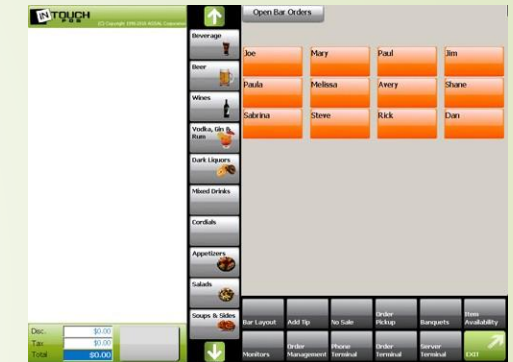 INTOUCH
POS
Open Bar Orders
Beverage
Beer
Wines
Vodka, Gin &
Rum
Dark Liquors
Mixed Drinks
Cordials
Appetizers
Salads
Soups & Sides
Joe Mary Paul Jim
Paula Melissa Avery Shane
Sabrina Steve Rick Dan
Bar Layout Add Tip No Sale Order
Pickup Banquets Item
Availability
Monitors Order
Management Phone
Terminal Order
Terminal Server
Terminal EXIT
Disc. $0.00
Tax $0.00
Total $0.00